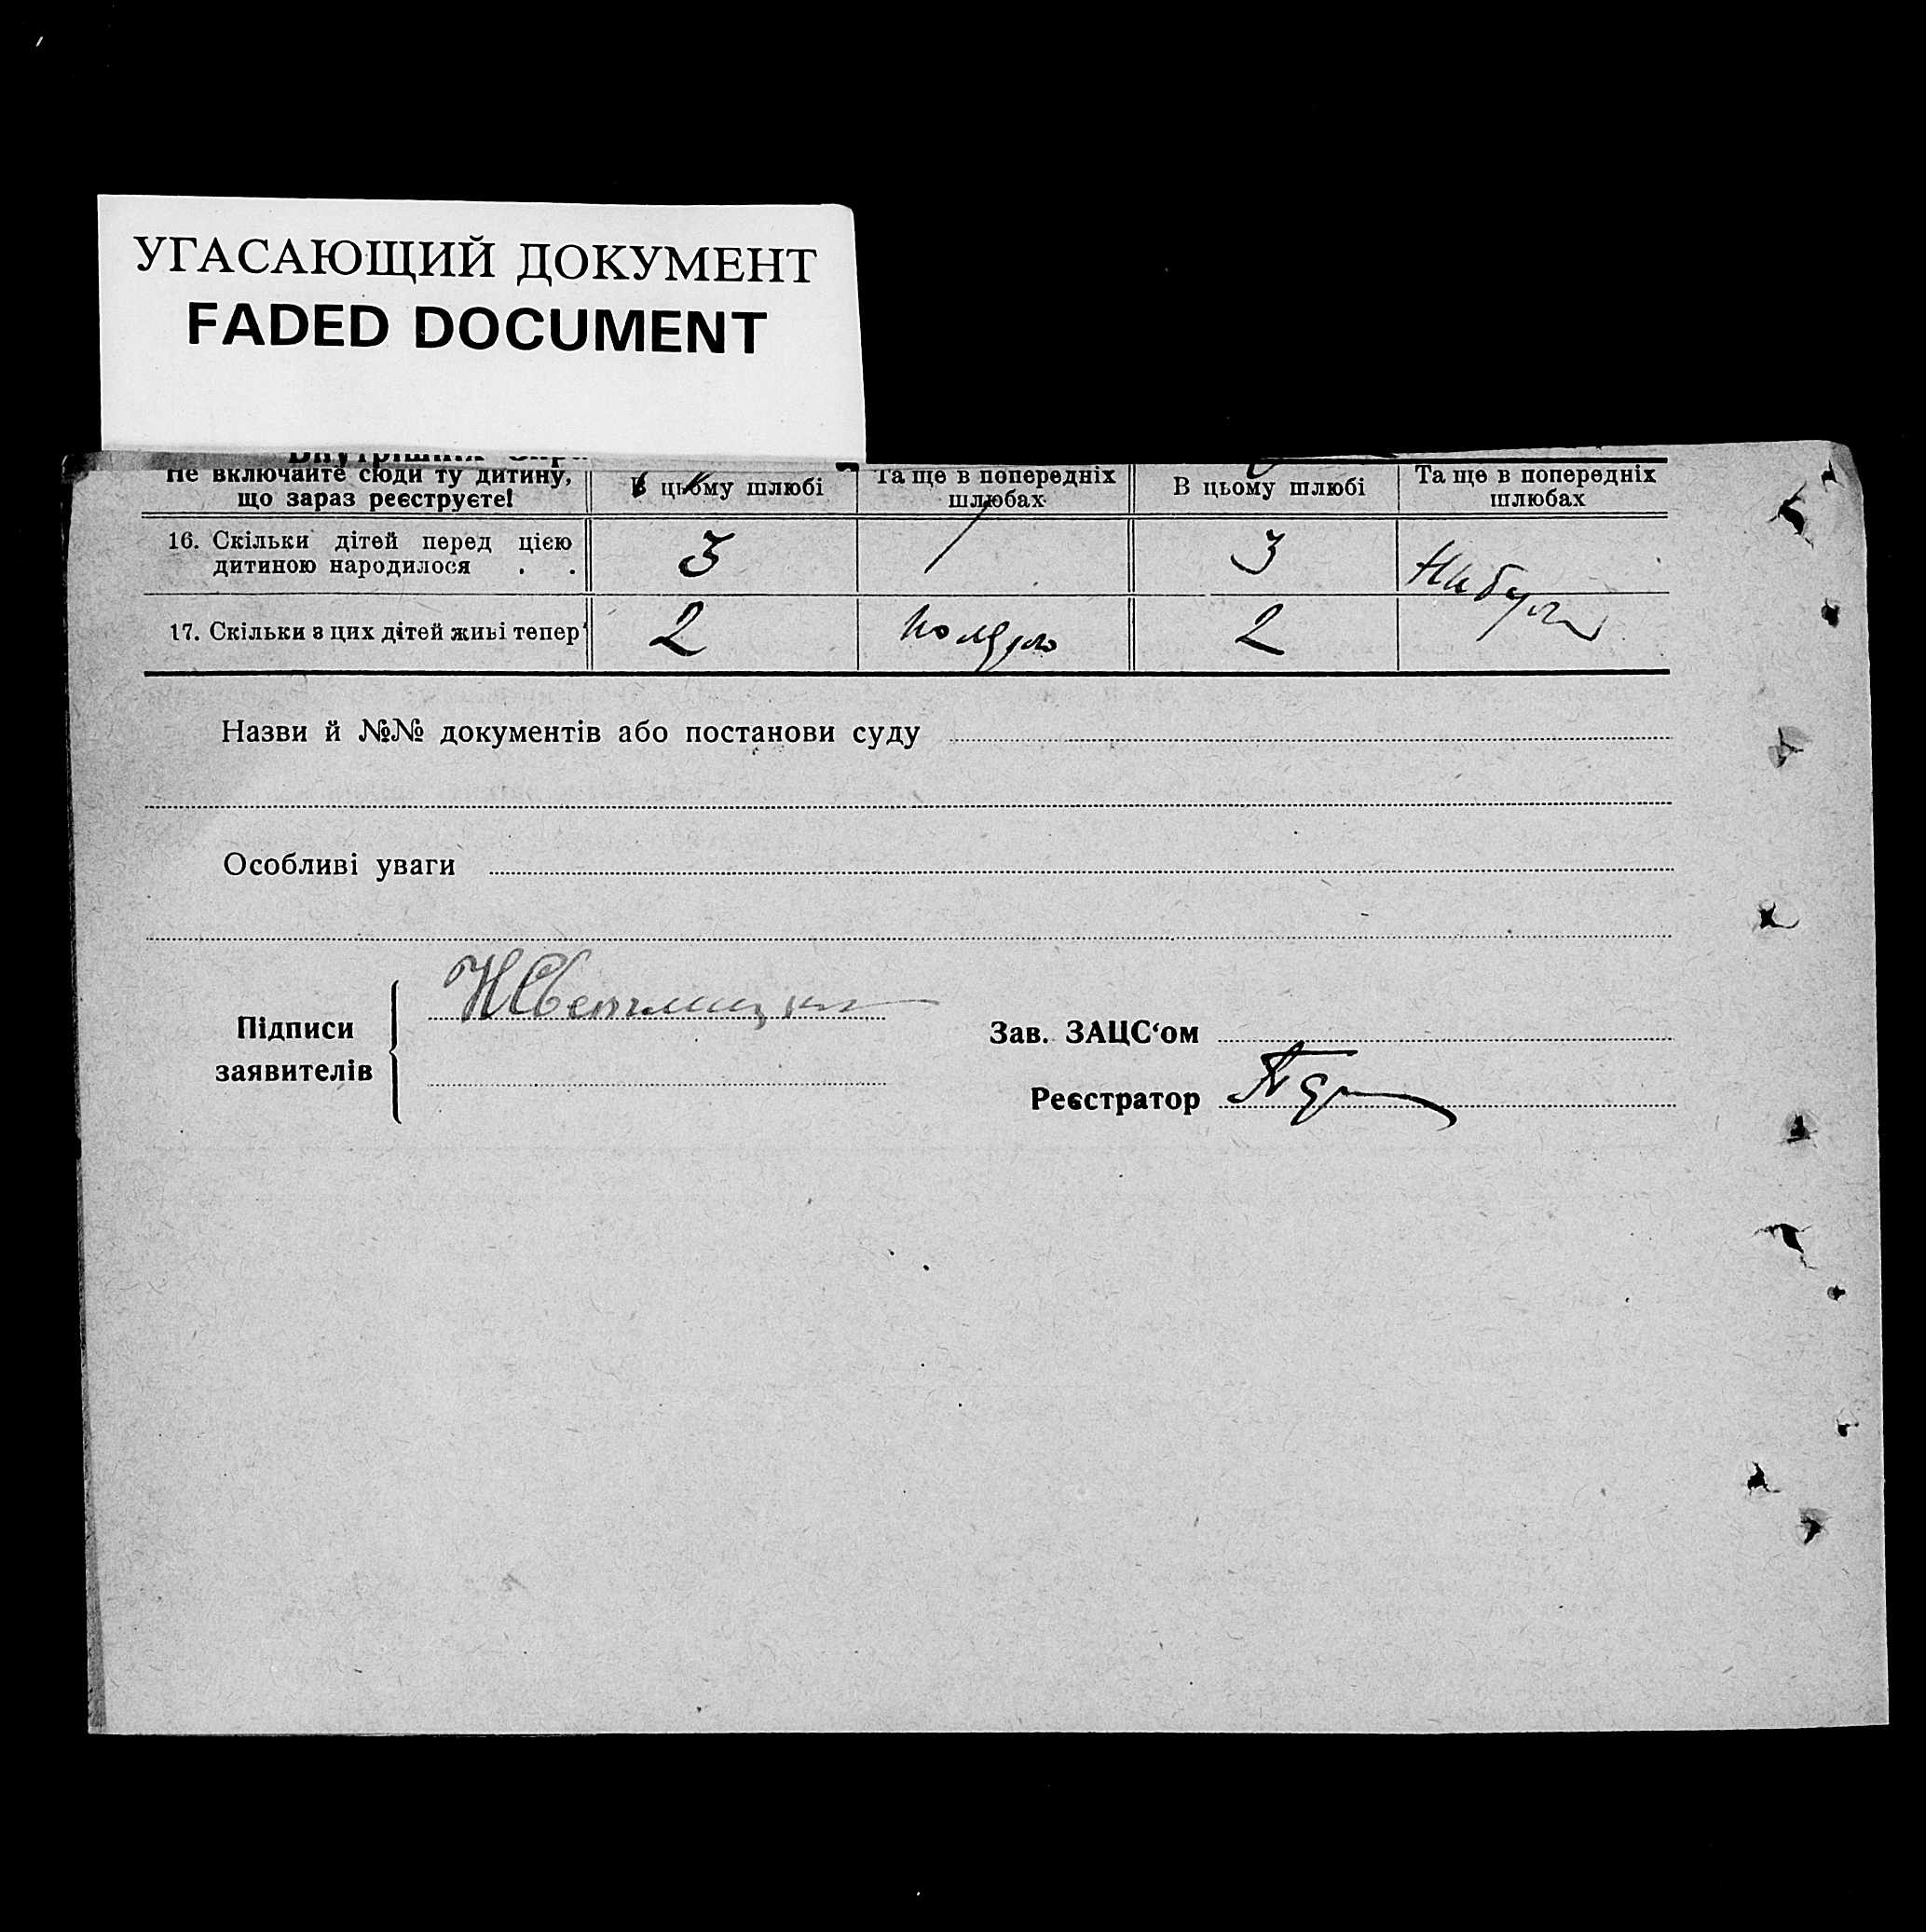 УГАСАЮЩИЙ ДОКУМЕНТ
FADED DOCUMENT
Не включайте сюди ту дитину, що зараз реєструєте!
В цьому шлюбі
Та ще в попередніх шлюбах
В цьому шлюбі
Та ще в попередніх шлюбах
16. Скільки дітей перед цією
дитиною народилося . .
3
3
17. Скільки з цих дітей живі тепер
2
2
Назви й №№ документів або постанови суду
Особливі уваги
Підписи
заявителів
Зав. ЗАЦС‘ом
Реєстратор